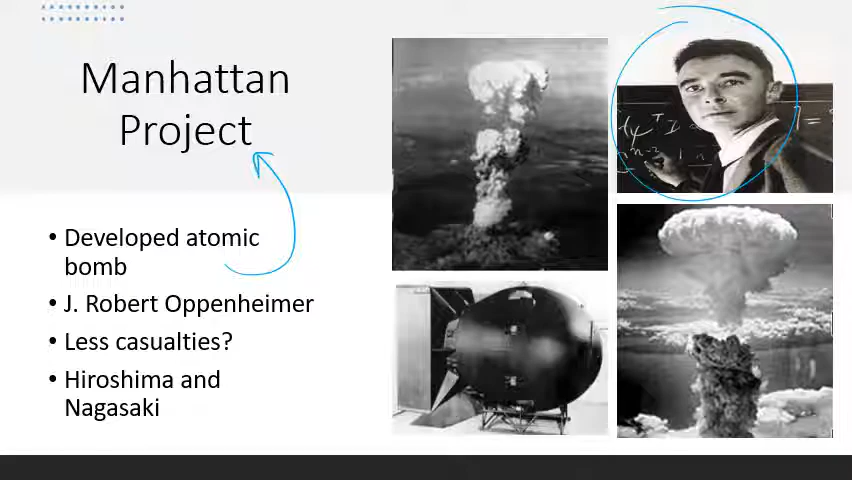 Manhattan
Project
• Developed atomic
bomb
• J. Robert Oppenheimer
• Less casualties?
• Hiroshima and
Nagasaki